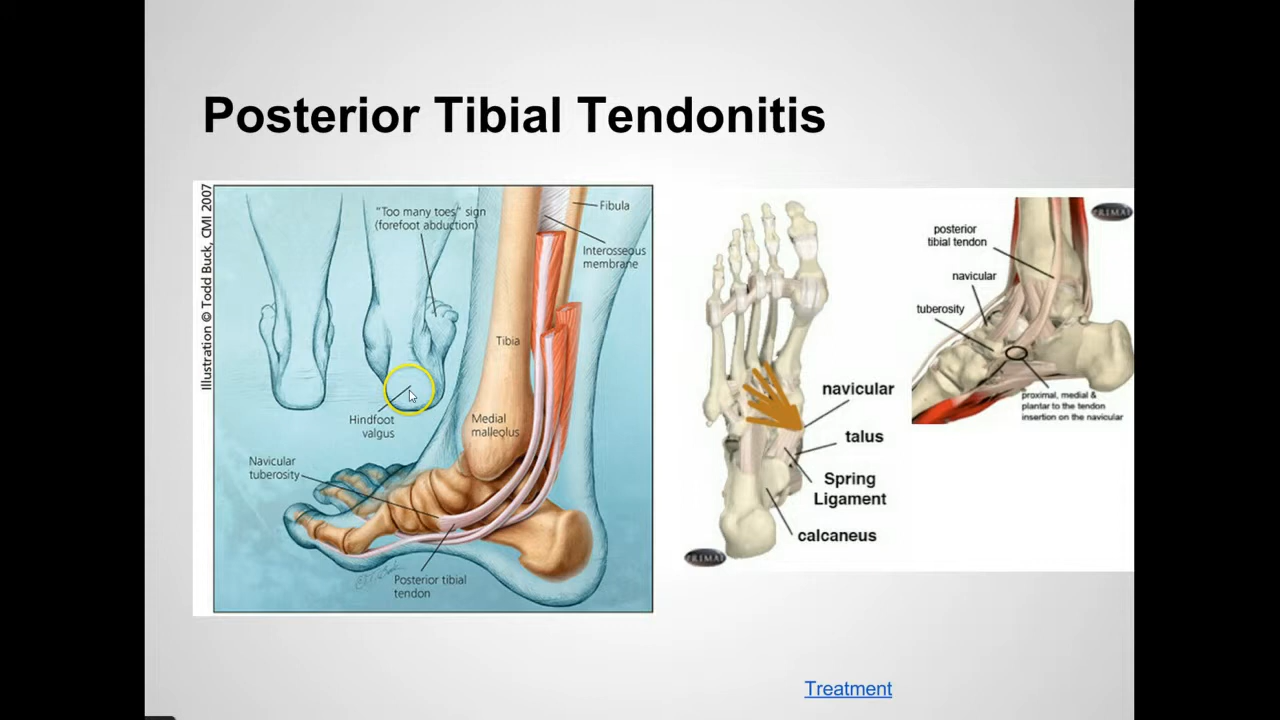 Posterior Tibial Tendonitis
Illustration © Todd Buck, CMI 2007
"Too many toes" sign
(forefoot abduction)
Fibula
Interosseous
membrane
Tibia
Hindfoot
valgus
Medial
malleolus
Navicular
tuberosity
Posterior tibial
tendon
navicular
talus
Spring
Ligament
calcaneus
posterior
tibial tendon
navicular
tuberosity
proximal, medial &
plantar to the tendon
insertion on the navicular
Treatment